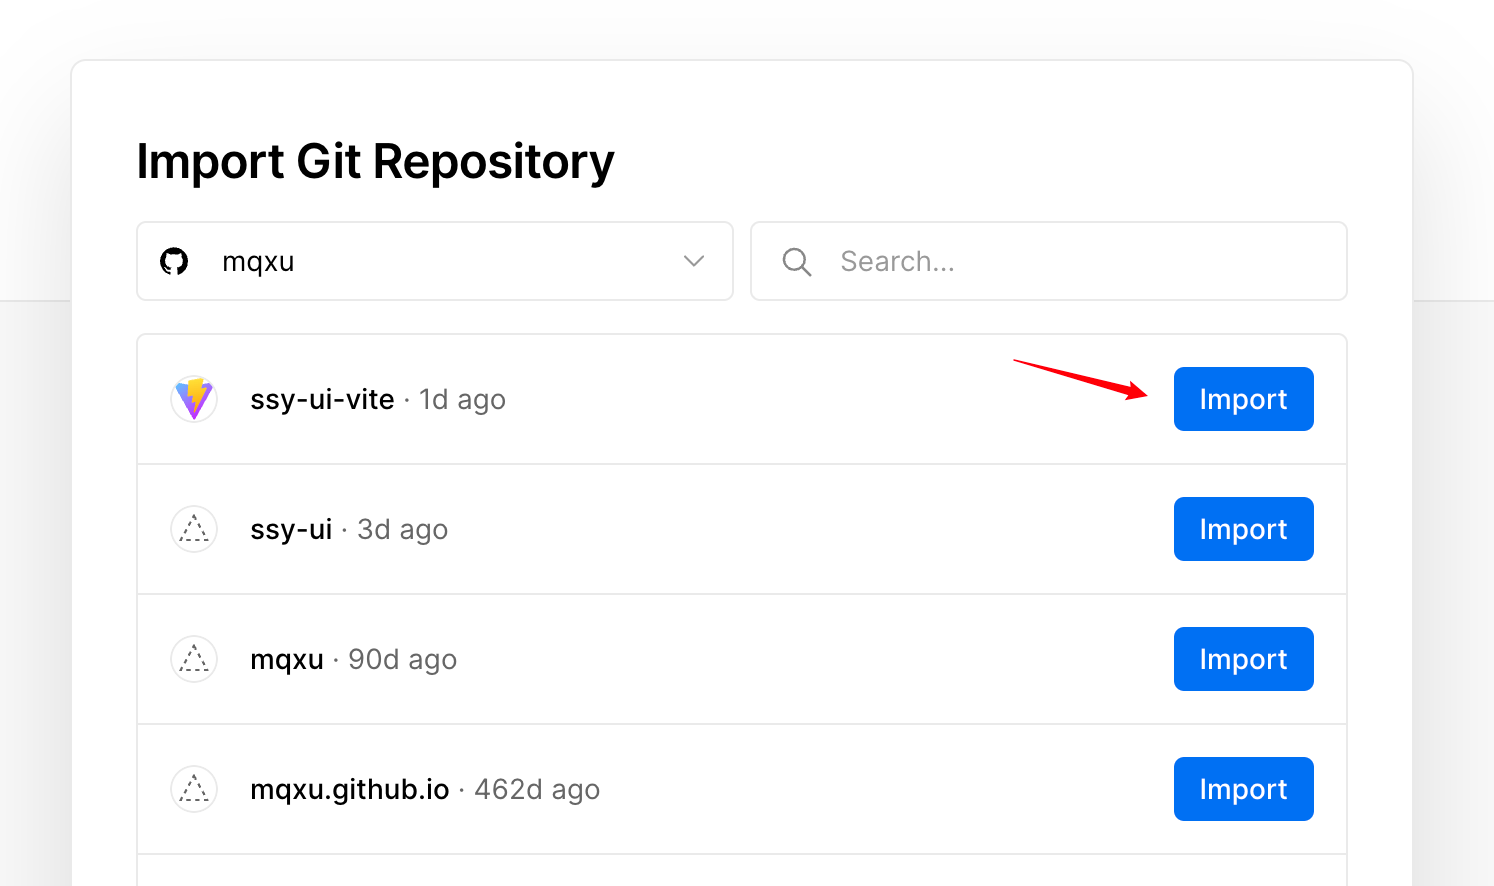 Import Git Repository
mqxu
Search...
ssy-ui-vite · 1d ago
Import
ssy-ui · 3d ago
Import
mqxu · 90d ago
Import
mqxu.github.io · 462d ago
Import